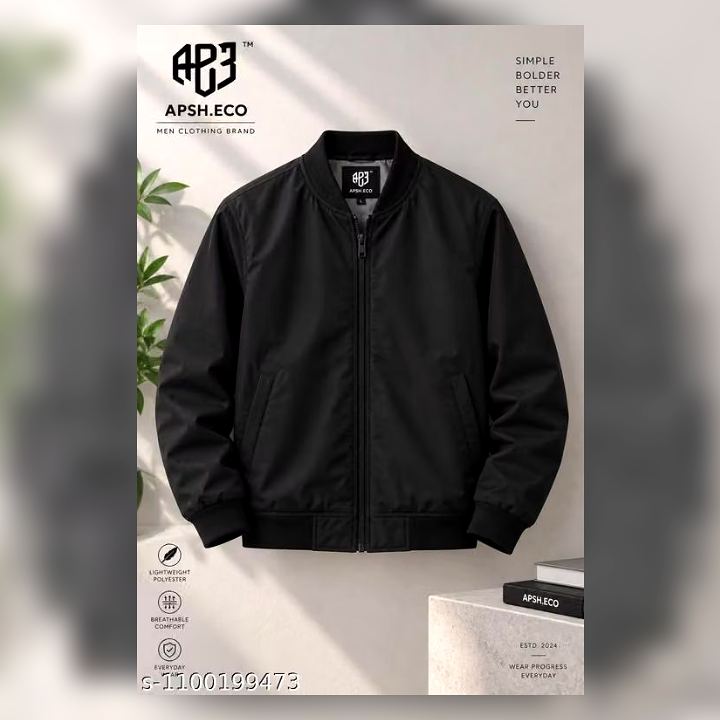 TM
APSH.ECO
MEN CLOTHING BRAND
SIMPLE
BOLDER
BETTER
YOU
APSH.ECO
L
LIGHTWEIGHT
POLYESTER
BREATHABLE
COMFORT
EVERYDAY
APSH.ECO
ESTD. 2024
WEAR PROGRESS
EVERYDAY
s-1100199473